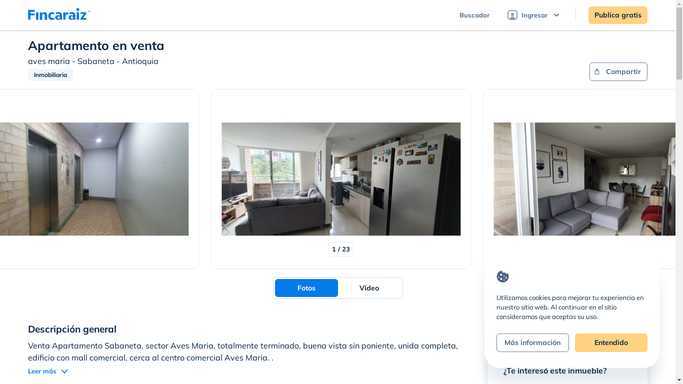 Fincaraiz
Buscador
Ingresar
Publica gratis
Apartamento en venta
aves maria - Sabaneta - Antioquia
Inmobiliaria
Compartir
1 / 23
Fotos
Video
Utilizamos cookies para mejorar tu experiencia en
nuestro sitio web. Al continuar en el sitio
consideramos que aceptas su uso.
Más información
Entendido
Descripción general
Venta Apartamento Sabaneta, sector Aves Maria, totalmente terminado, buena vista sin poniente, unida completa,
edificio con mall comercial, cerca al centro comercial Aves Maria. .
Leer más
¿Te interesó este inmueble?